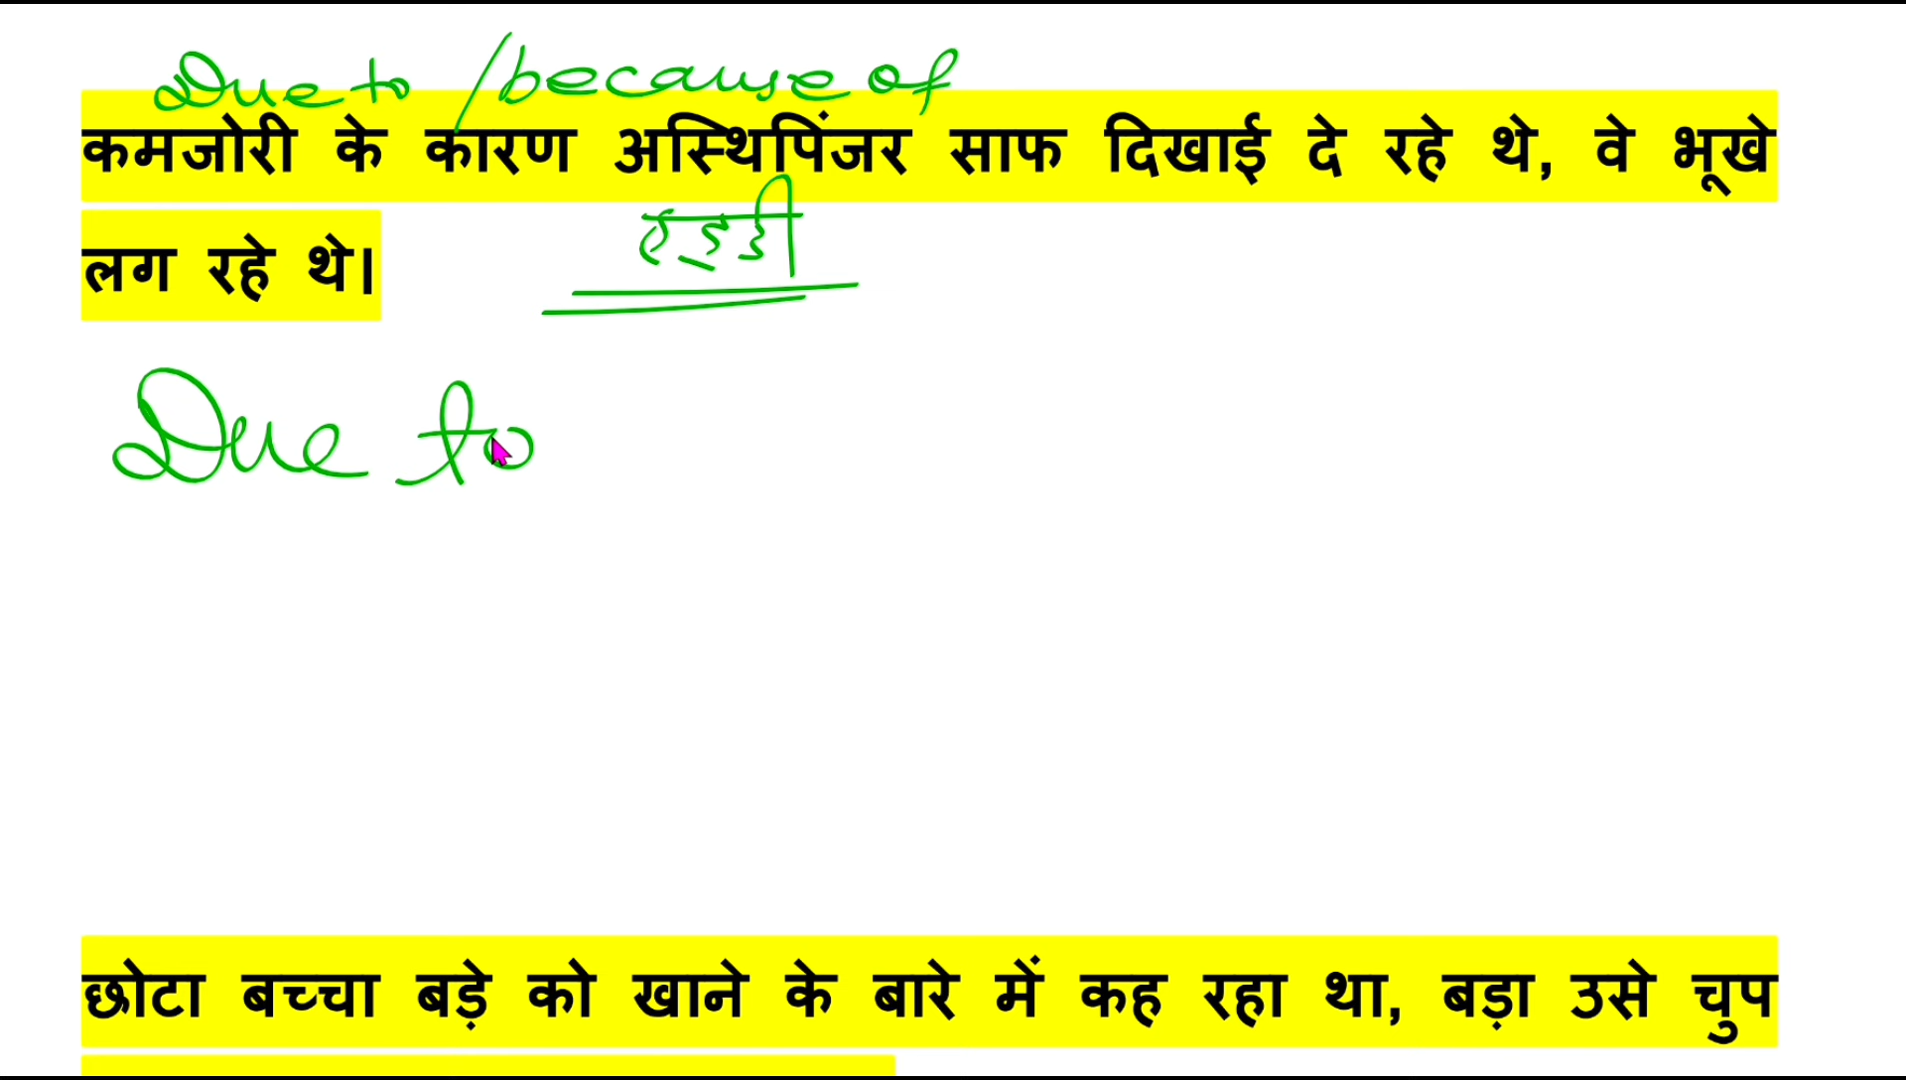 Due to / because of
कमजोरी के कारण अस्थिपिंजर साफ दिखाई दे रहे थे, वे भूखे
लग रहे थे।
Due to
छोटा बच्चा बड़े को खाने के बारे में कह रहा था, बड़ा उसे चुप